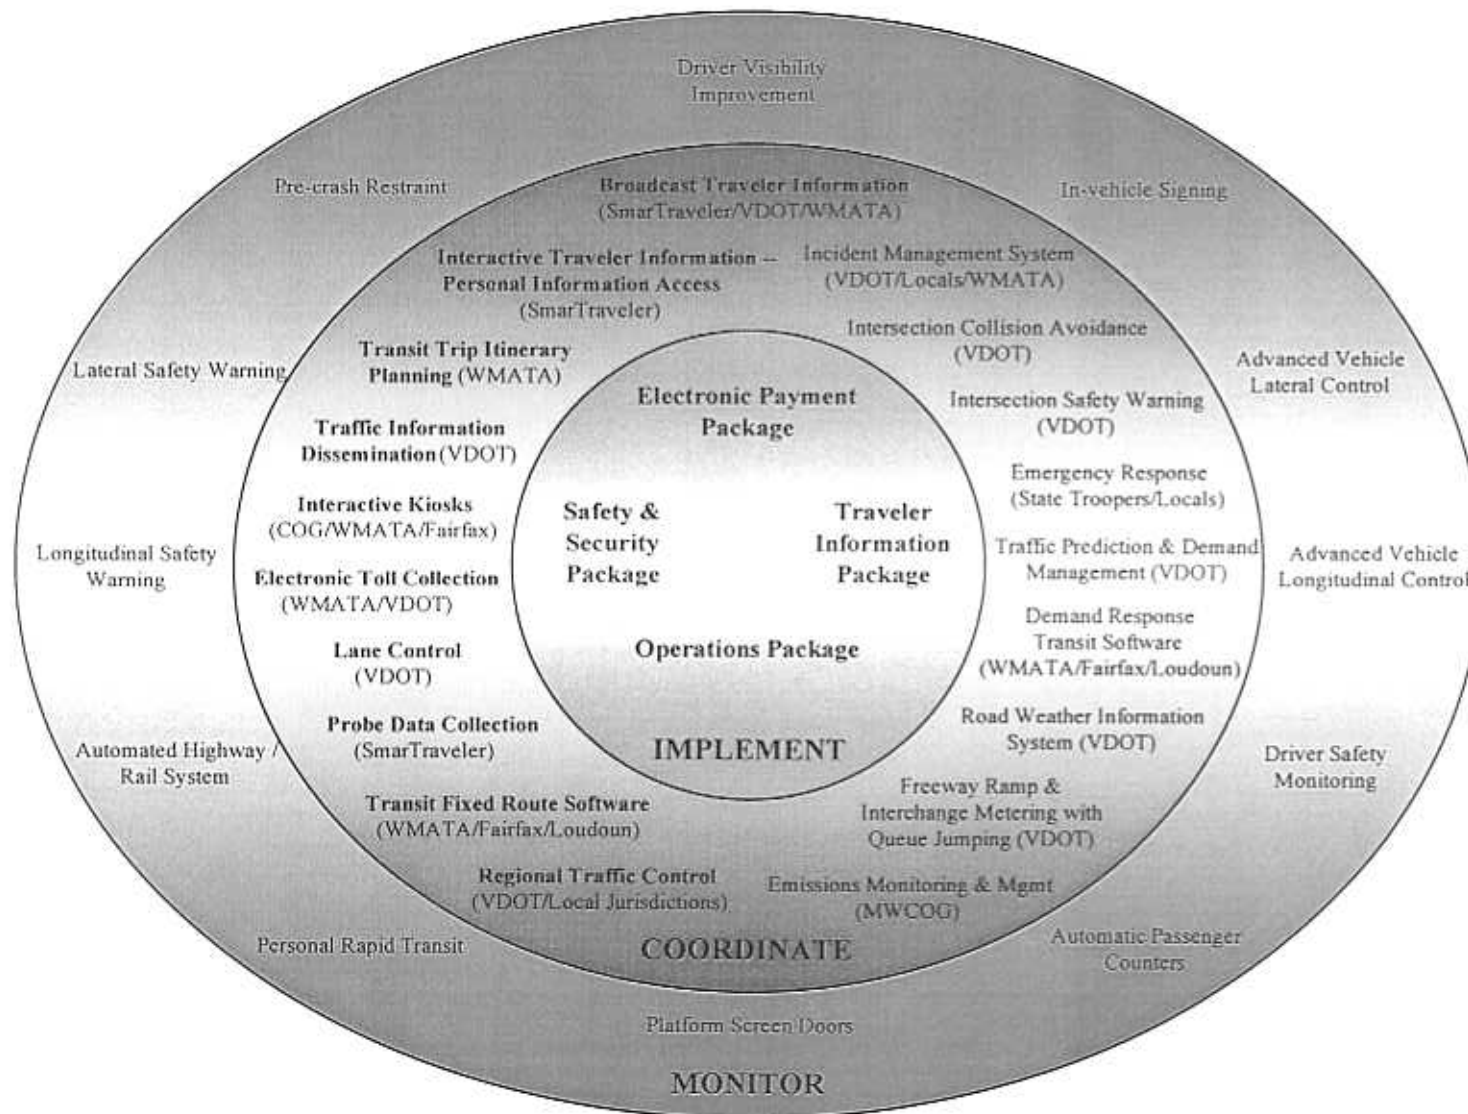 Driver Visibility
Improvement
Pre-crash Restraint
In-vehicle Signing
Lateral Safety Warning
Advanced Vehicle
Lateral Control
Longitudinal Safety
Warning
Advanced Vehicle
Longitudinal Control
Automated Highway /
Rail System
Driver Safety
Monitoring
Personal Rapid Transit
Automatic Passenger
Counters
Platform Screen Doors
MONITOR
Broadcast Traveler Information
(SmarTraveler/VDOT/WMATA)
Interactive Traveler Information --
Personal Information Access
(SmarTraveler)
Transit Trip Itinerary
Planning (WMATA)
Traffic Information
Dissemination (VDOT)
Interactive Kiosks
(COG/WMATA/Fairfax)
Electronic Toll Collection
(WMATA/VDOT)
Lane Control
(VDOT)
Probe Data Collection
(SmarTraveler)
Transit Fixed Route Software
(WMATA/Fairfax/Loudoun)
Regional Traffic Control
(VDOT/Local Jurisdictions)
Incident Management System
(VDOT/Locals/WMATA)
Intersection Collision Avoidance
(VDOT)
Intersection Safety Warning
(VDOT)
Emergency Response
(State Troopers/Locals)
Traffic Prediction & Demand
Management (VDOT)
Demand Response
Transit Software
(WMATA/Fairfax/Loudoun)
Road Weather Information
System (VDOT)
Freeway Ramp &
Interchange Metering with
Queue Jumping (VDOT)
Emissions Monitoring & Mgmt
(MWCOG)
COORDINATE
Electronic Payment
Package
Safety &
Security
Package
Traveler
Information
Package
Operations Package
IMPLEMENT